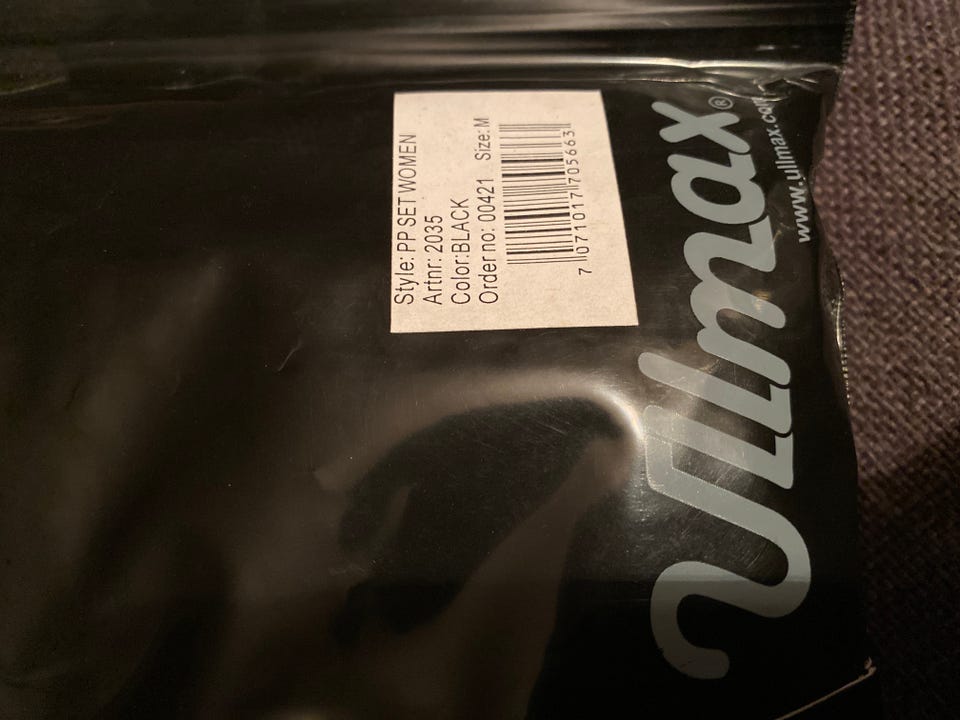 Style: PP SET WOMEN
Artnr: 2035
Color:BLACK
Order no: 00421 Size: M
7 071017 705663
Ullmax®
www.ullmax.com